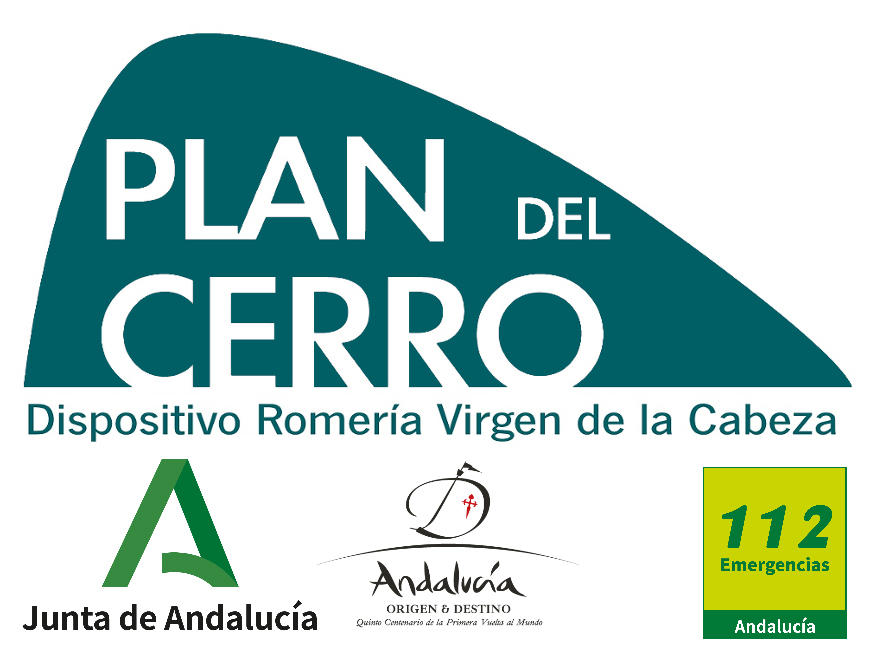 PLAN DEL
CERRO
Dispositivo Romería Virgen de la Cabeza
Junta de Andalucía
Andalucía
ORIGEN & DESTINO
Quinto Centenario de la Primera Vuelta al Mundo
112
Emergencias
Andalucía